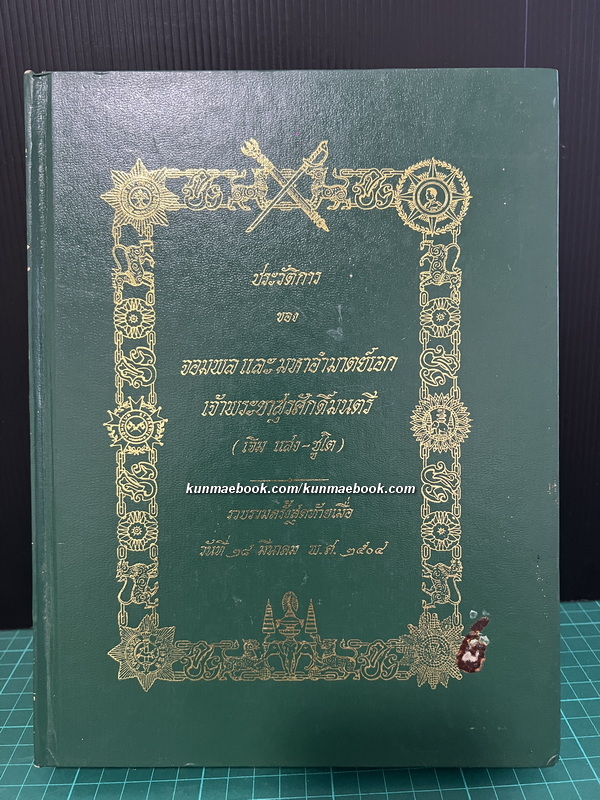 ประวัติการ
ของ
จอมพล และ มหาอำมาตย์เอก
เจ้าพระยาสุรศักดิ์มนตรี
(เจิม แสง-ชูโต)
kunmaebook.com/kunmaebook.com
รวบรวมครั้งสุดท้ายเมื่อ
วันที่ ๒๘ มีนาคม พ.ศ. ๒๕๐๔